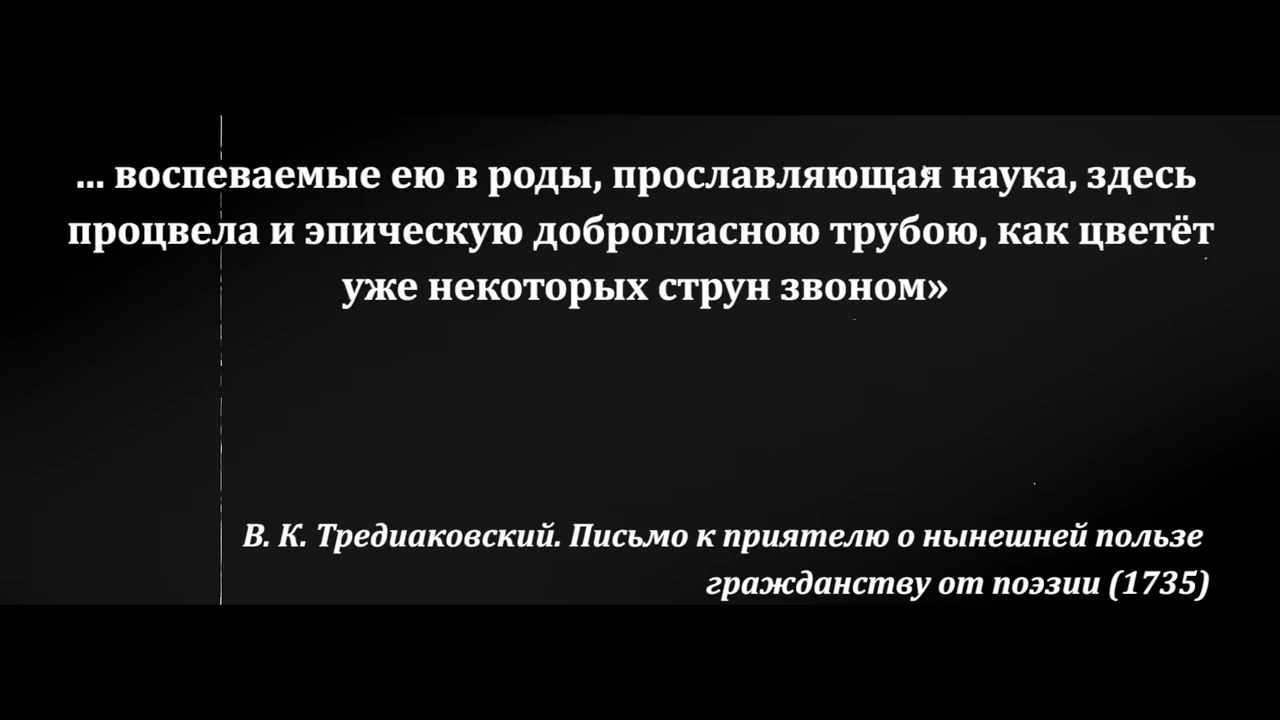 ... воспеваемые ею в роды, прославляющая наука, здесь
процвела и эпическую доброгласною трубою, как цветёт
уже некоторых струн звоном»
В. К. Тредиаковский. Письмо к приятелю о нынешней пользе
гражданству от поэзии (1735)